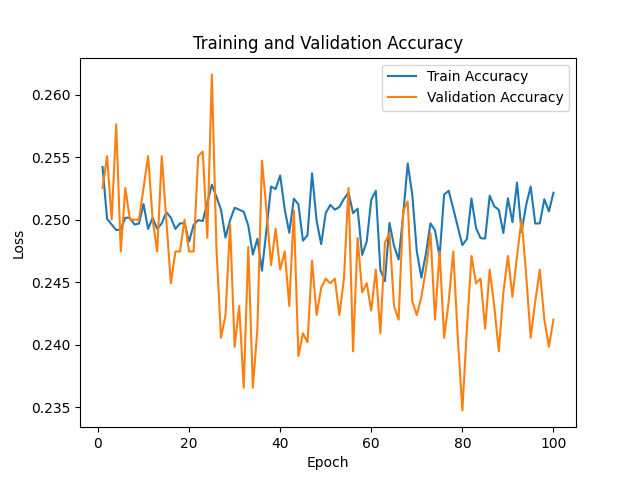 Training and Validation Accuracy
Train Accuracy
Validation Accuracy
0.260
0.255
0.250
0.245
0.240
0.235
Loss
0 20 40 60 80 100
Epoch